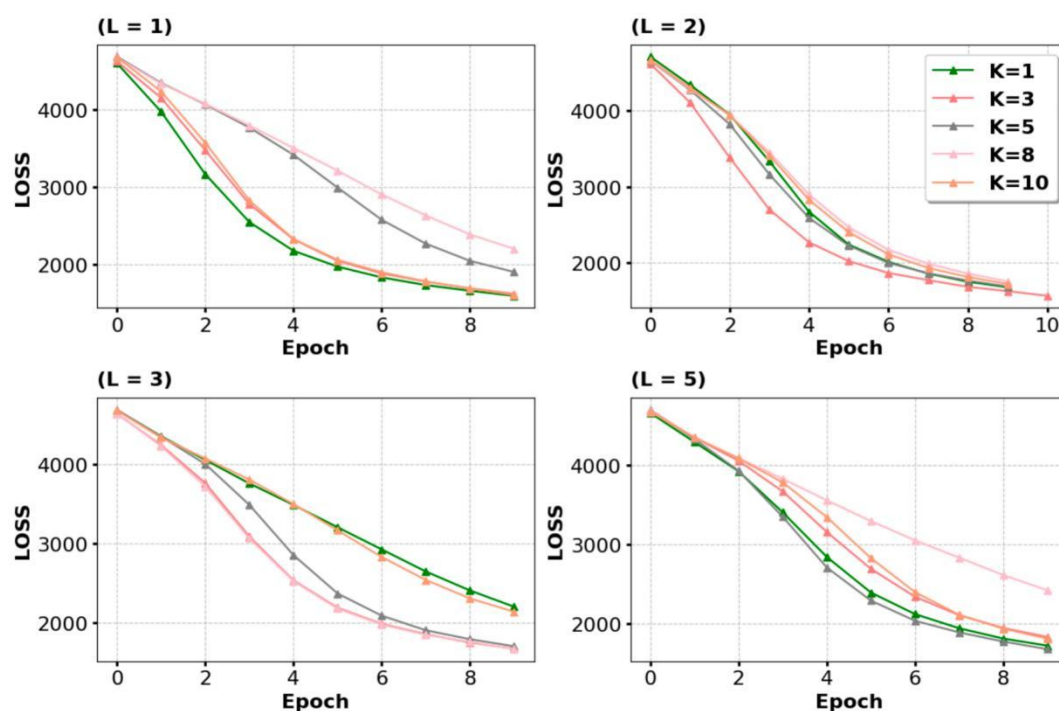 (L = 1)
4000
3000
2000
LOSS
0 2 4 6 8
Epoch
(L = 2)
4000
3000
2000
LOSS
0 2 4 6 8 10
Epoch
K=1
K=3
K=5
K=8
K=10
(L = 3)
4000
3000
2000
LOSS
0 2 4 6 8
Epoch
(L = 5)
4000
3000
2000
LOSS
0 2 4 6 8
Epoch